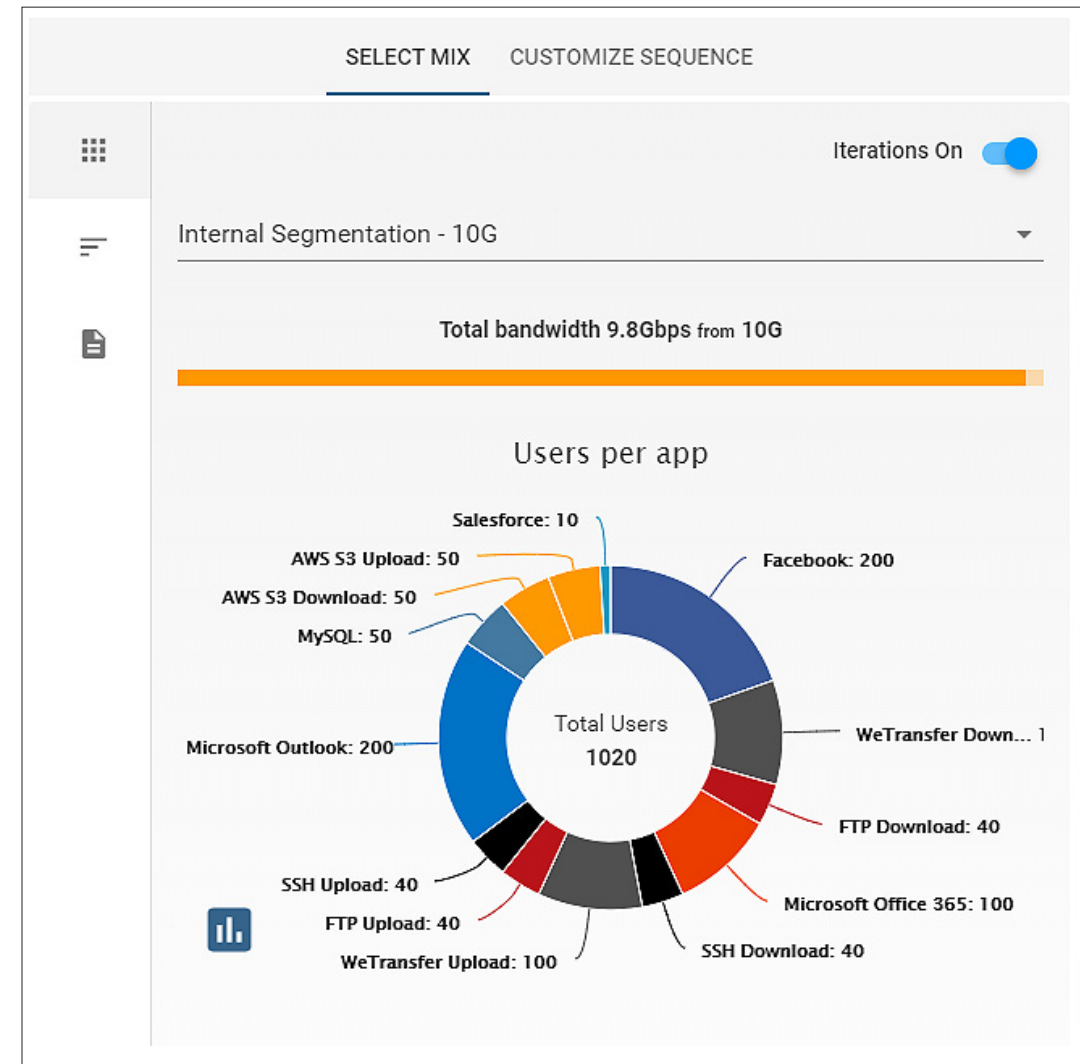 SELECT MIX CUSTOMIZE SEQUENCE
Iterations On
Internal Segmentation - 10G
Total bandwidth 9.8Gbps from 10G
Users per app
Salesforce: 10
AWS S3 Upload: 50
Facebook: 200
AWS S3 Download: 50
MySQL: 50
Total Users
1020
WeTransfer Down... 1
Microsoft Outlook: 200
FTP Download: 40
SSH Upload: 40
Microsoft Office 365: 100
FTP Upload: 40
SSH Download: 40
WeTransfer Upload: 100